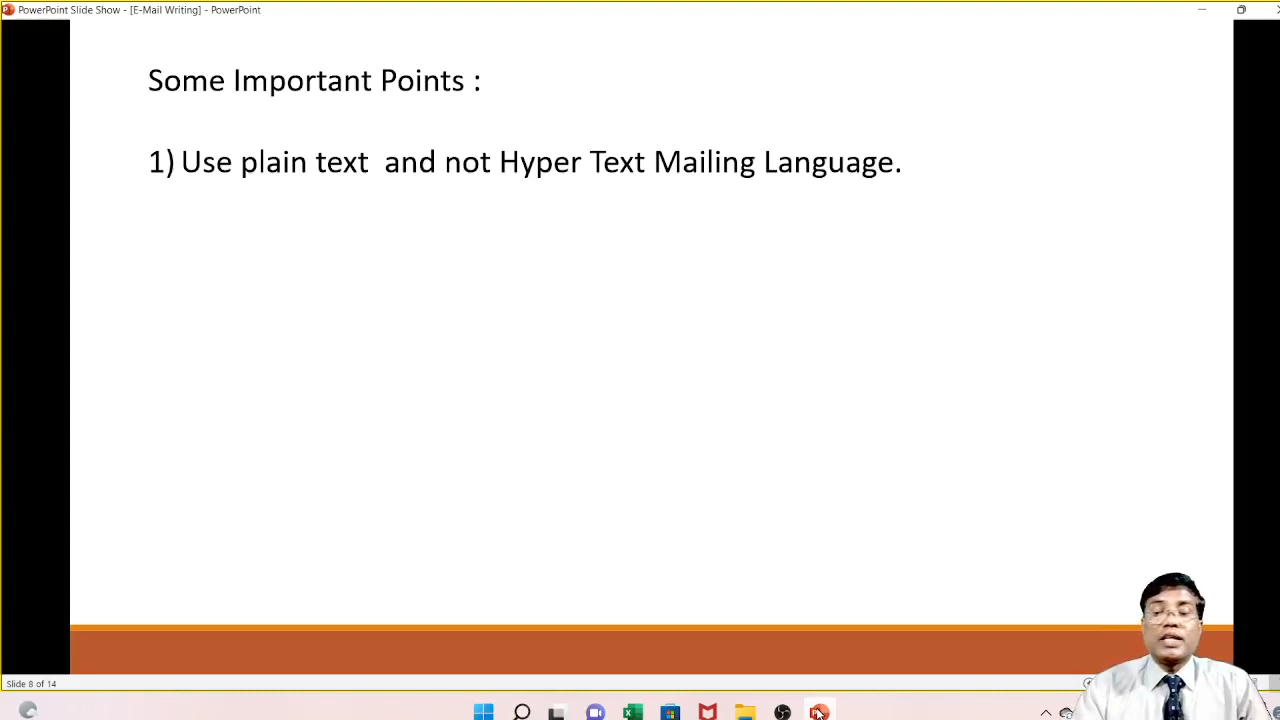 PowerPoint Slide Show - [E-Mail Writing] - PowerPoint
Some Important Points :
1) Use plain text and not Hyper Text Mailing Language.
Slide 8 of 14